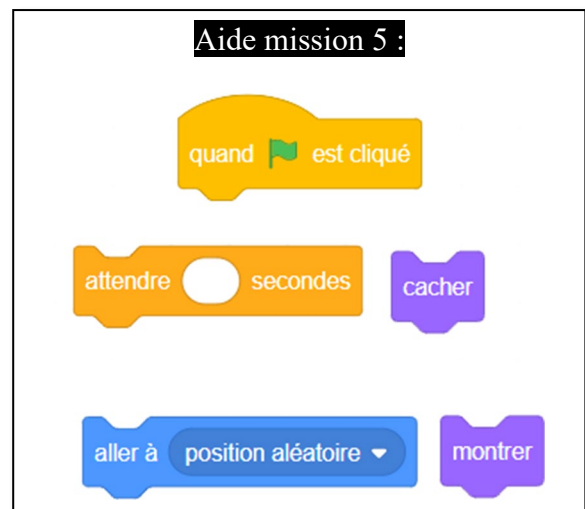 Aide mission 5 :
quand est cliqué
attendre secondes
cacher
aller à position aléatoire
montrer